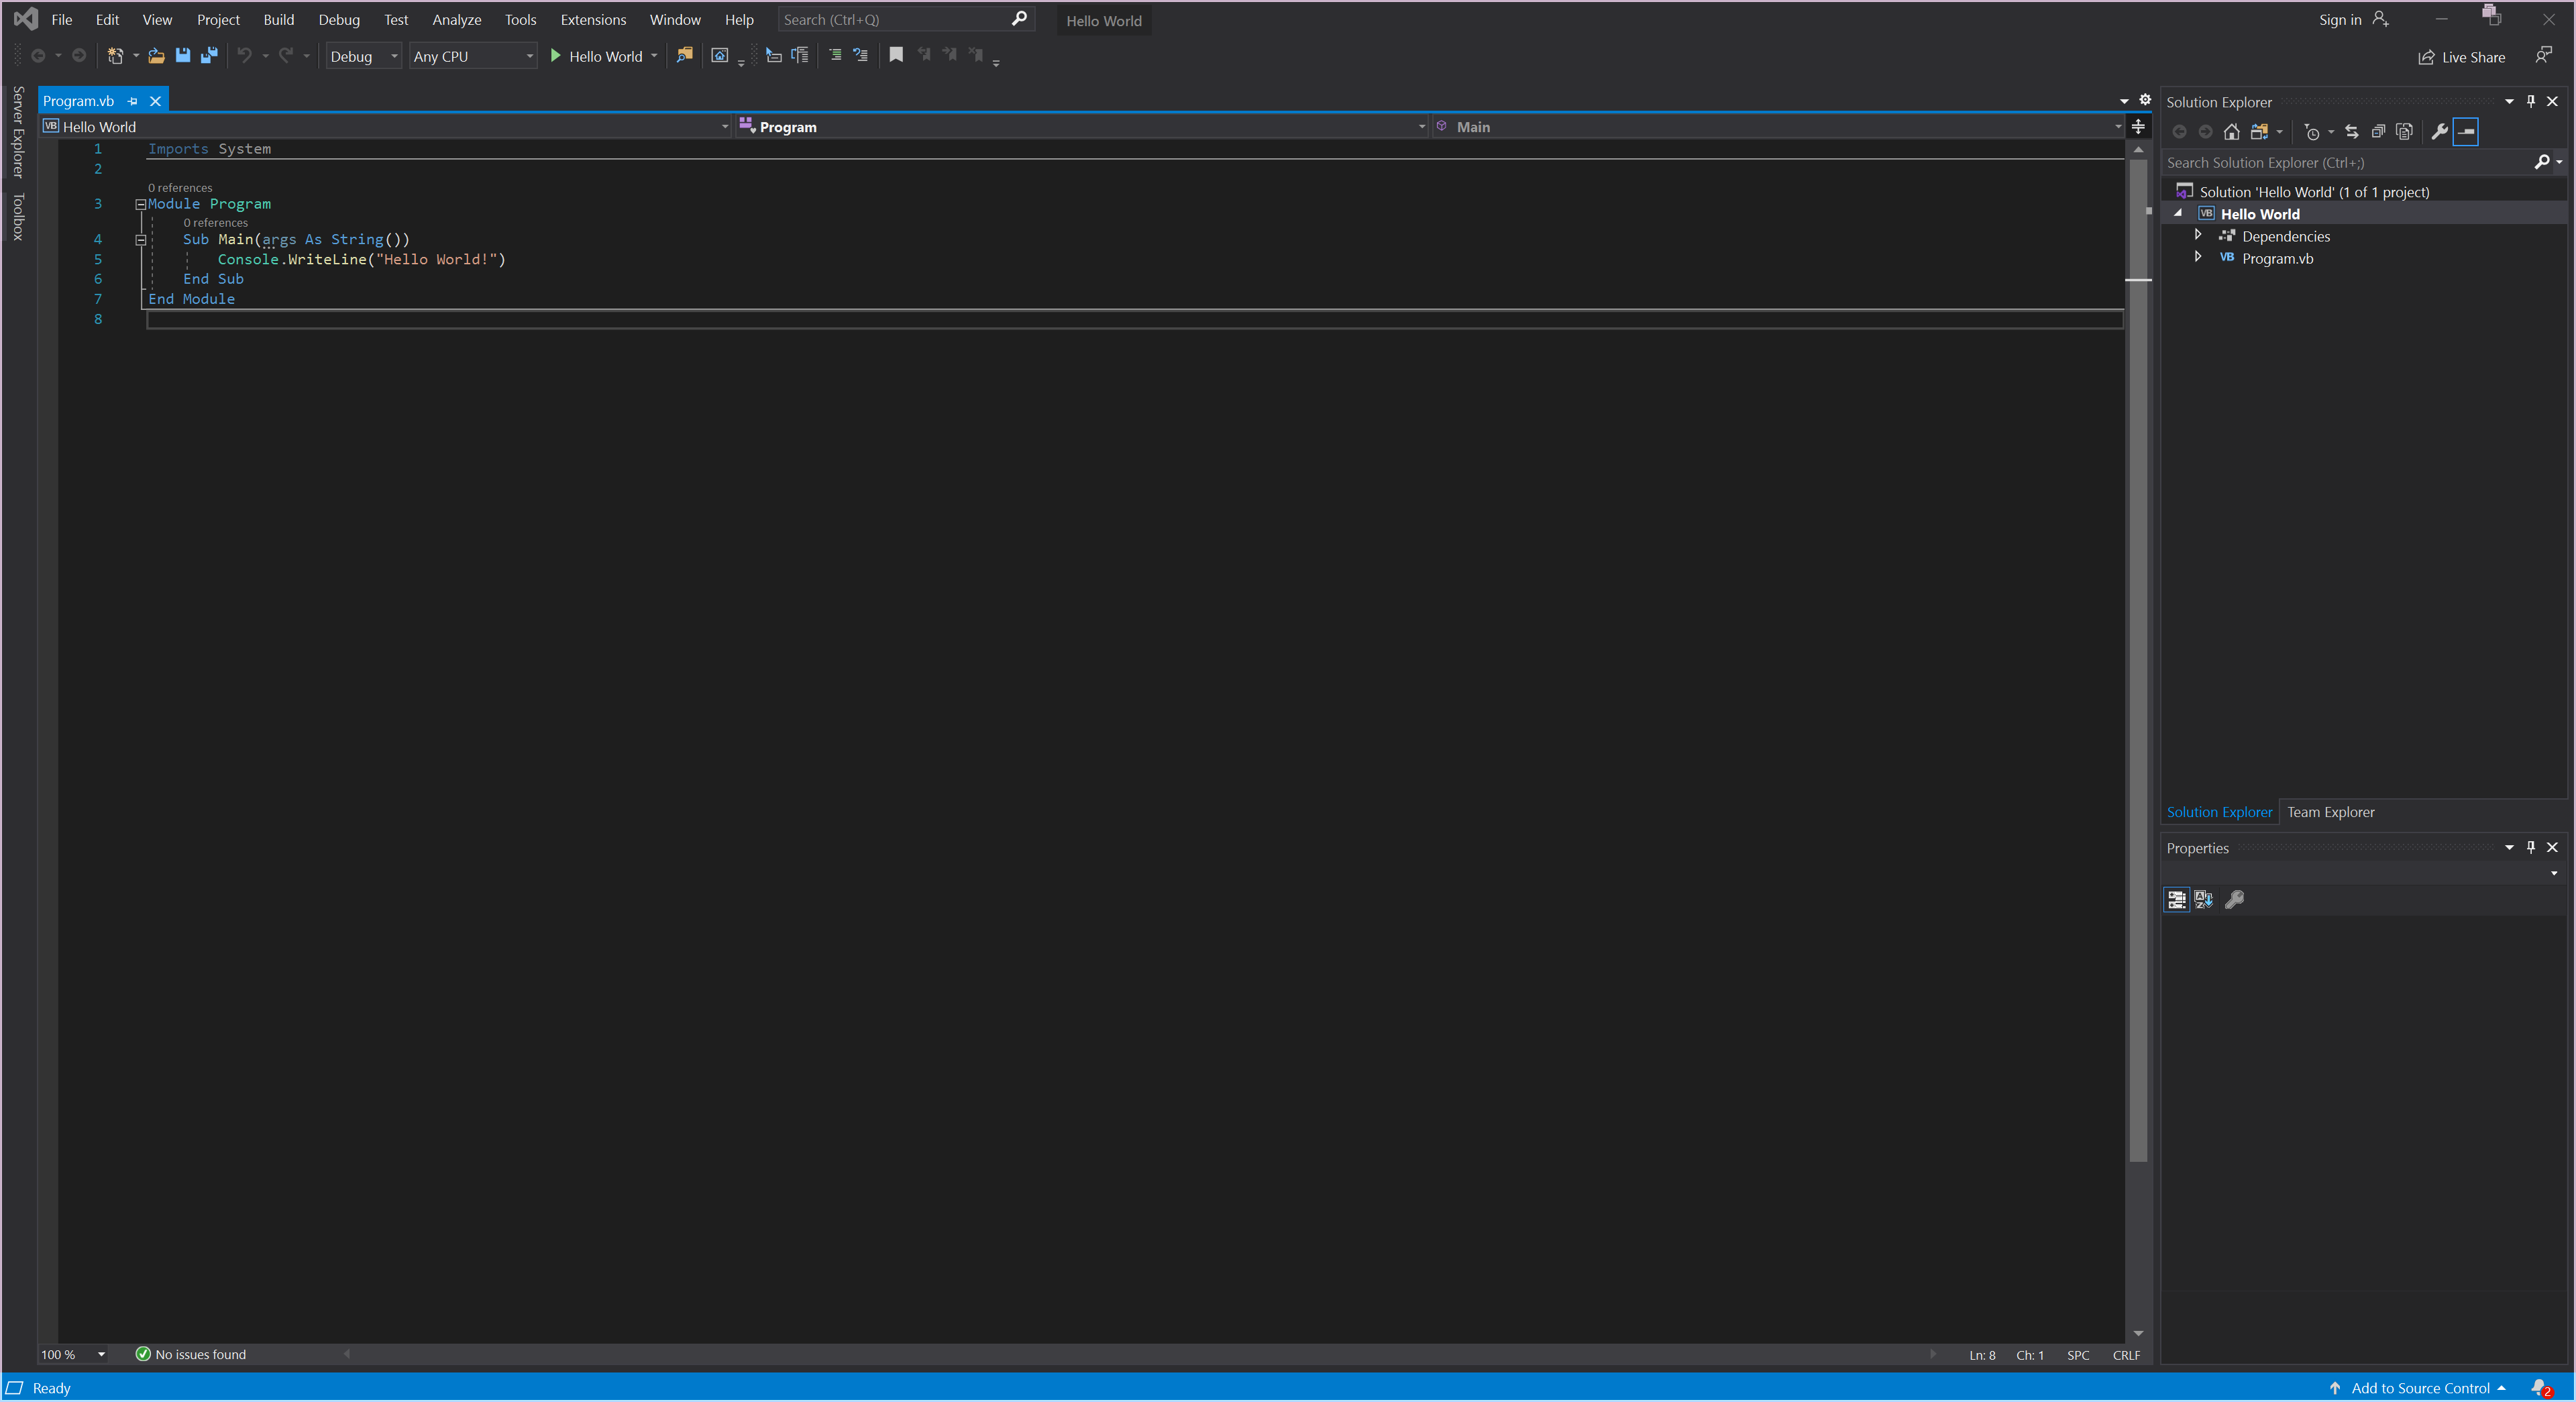 File Edit View Project Build Debug Test Analyze Tools Extensions Window Help Search (Ctrl+Q) Hello World Sign in
Debug Any CPU Hello World Live Share
Server Explorer
Toolbox
Program.vb
Hello World Program Main
1 Imports System
2
0 references
3 Module Program
0 references
4 Sub Main(args As String())
5 Console.WriteLine("Hello World!")
6 End Sub
7 End Module
8
100 % No issues found Ln: 8 Ch: 1 SPC CRLF
Solution Explorer
Search Solution Explorer (Ctrl+;)
Solution 'Hello World' (1 of 1 project)
VB Hello World
Dependencies
VB Program.vb
Solution Explorer Team Explorer
Properties
Ready Add to Source Control 2